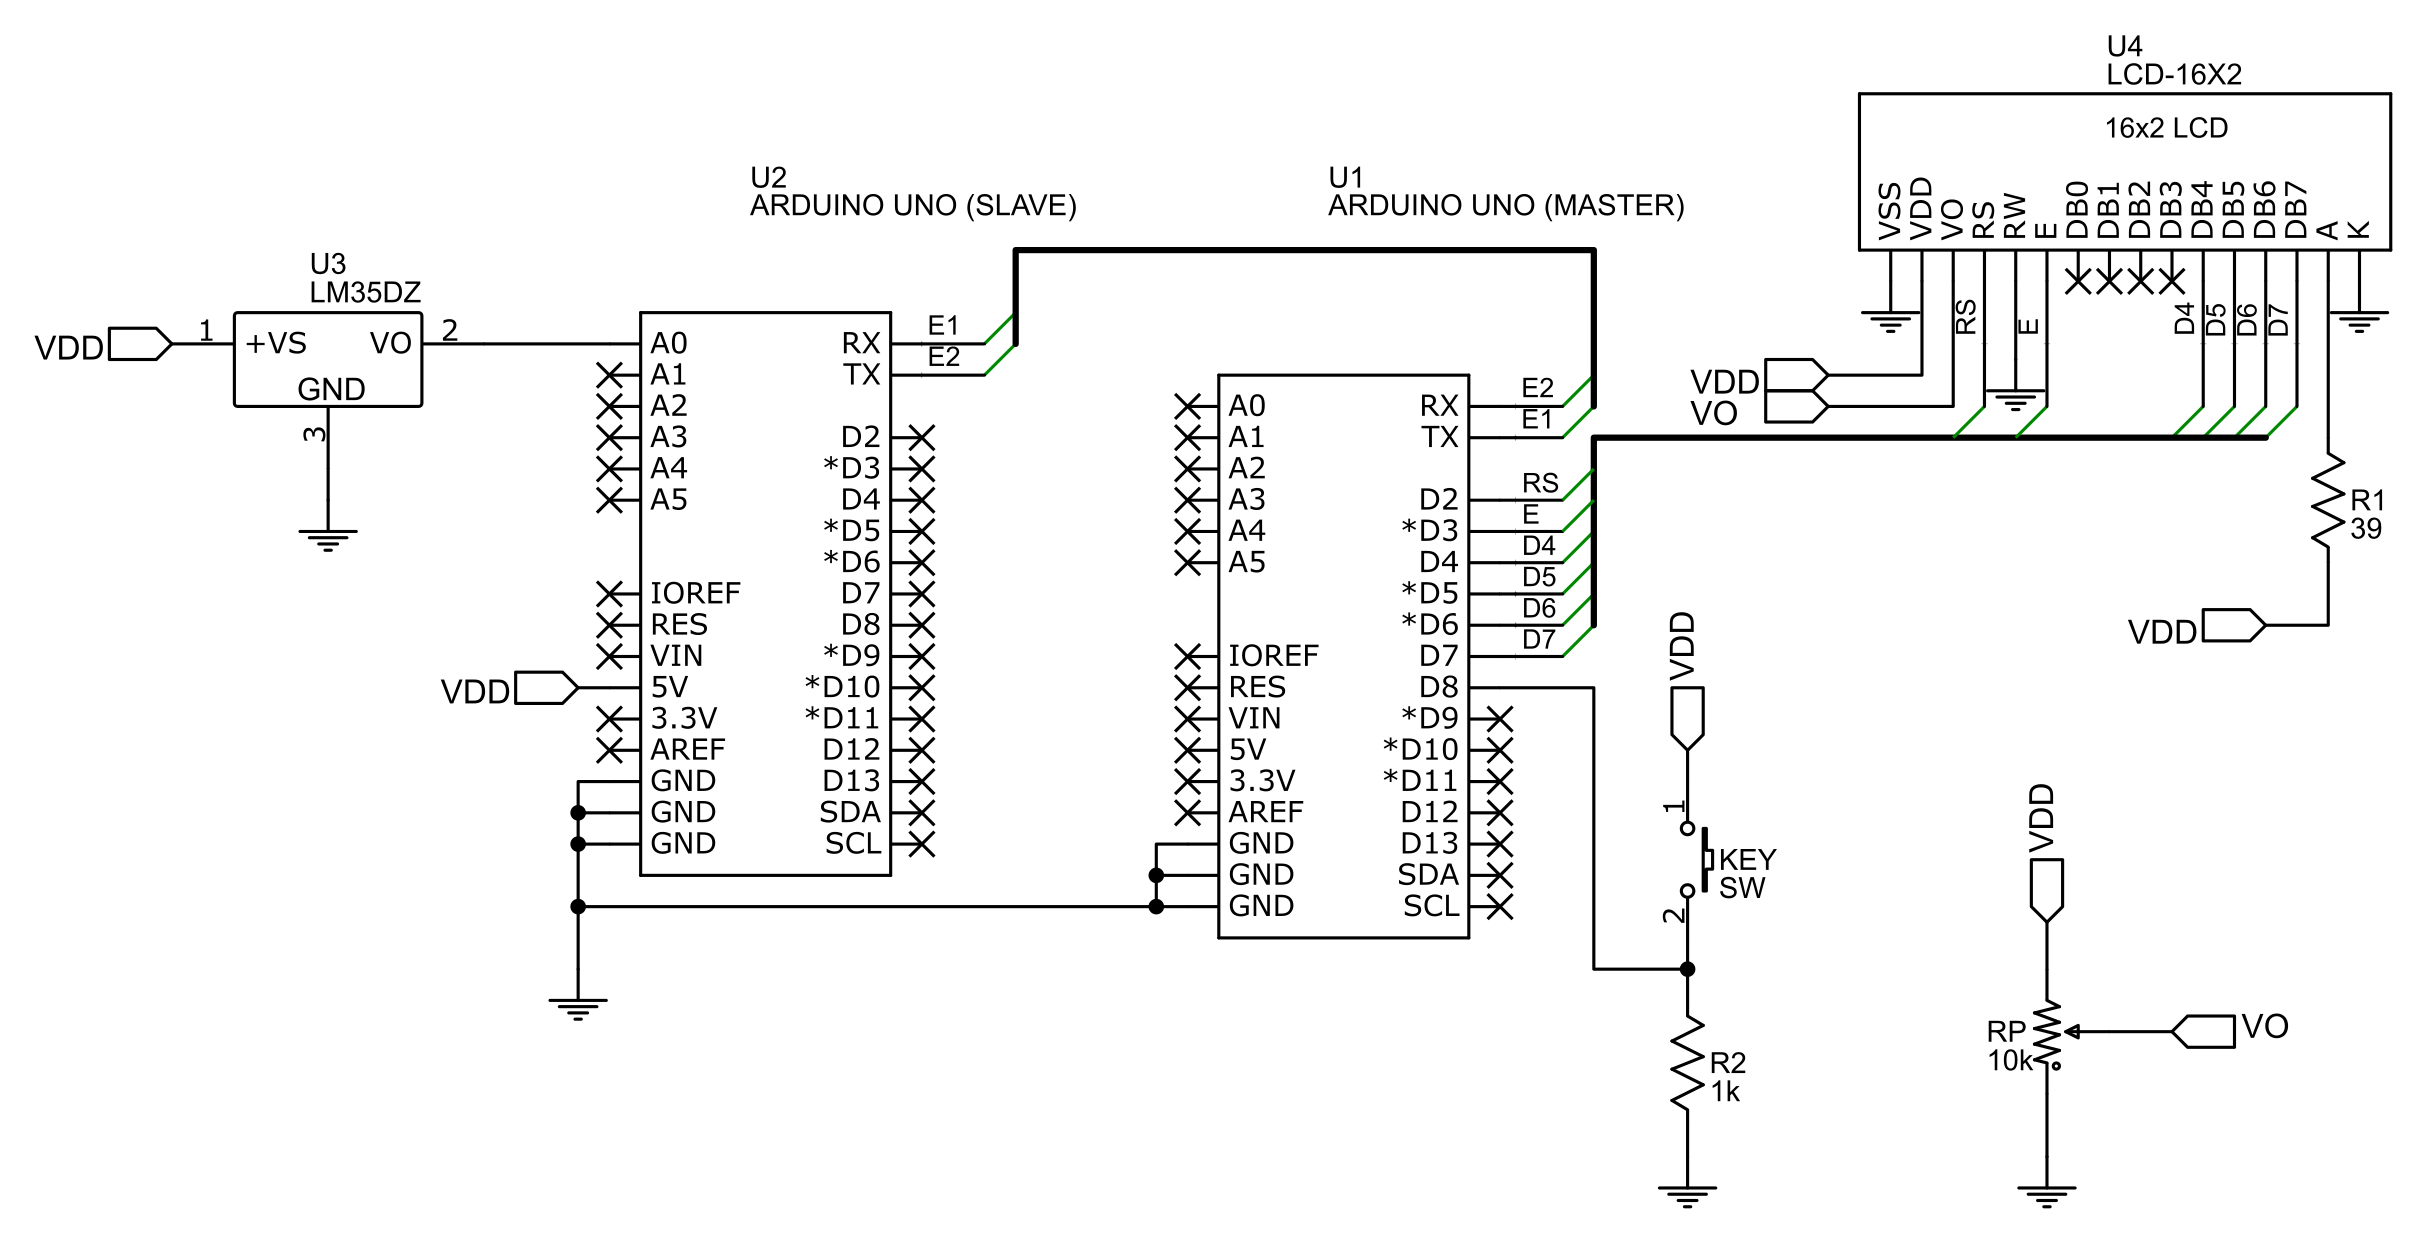 U4
LCD-16X2
16x2 LCD
VSS
VDD
VO
RS
RW
E
DB0
DB1
DB2
DB3
DB4
DB5
DB6
DB7
A
K
RS
E
D4
D5
D6
D7
VDD
VO
R1
39
VDD
U3
LM35DZ
VDD
1
+VS
VO
2
GND
3
U2
ARDUINO UNO (SLAVE)
A0
A1
A2
A3
A4
A5
IOREF
RES
VIN
VDD
5V
3.3V
AREF
GND
GND
GND
RX
TX
D2
*D3
D4
*D5
*D6
D7
D8
*D9
*D10
*D11
D12
D13
SDA
SCL
E1
E2
U1
ARDUINO UNO (MASTER)
A0
A1
A2
A3
A4
A5
IOREF
RES
VIN
5V
3.3V
AREF
GND
GND
GND
RX
TX
D2
*D3
D4
*D5
*D6
D7
D8
*D9
*D10
*D11
D12
D13
SDA
SCL
E2
E1
RS
E
D4
D5
D6
D7
VDD
1
KEY
SW
2
R2
1k
VDD
RP
10k
VO